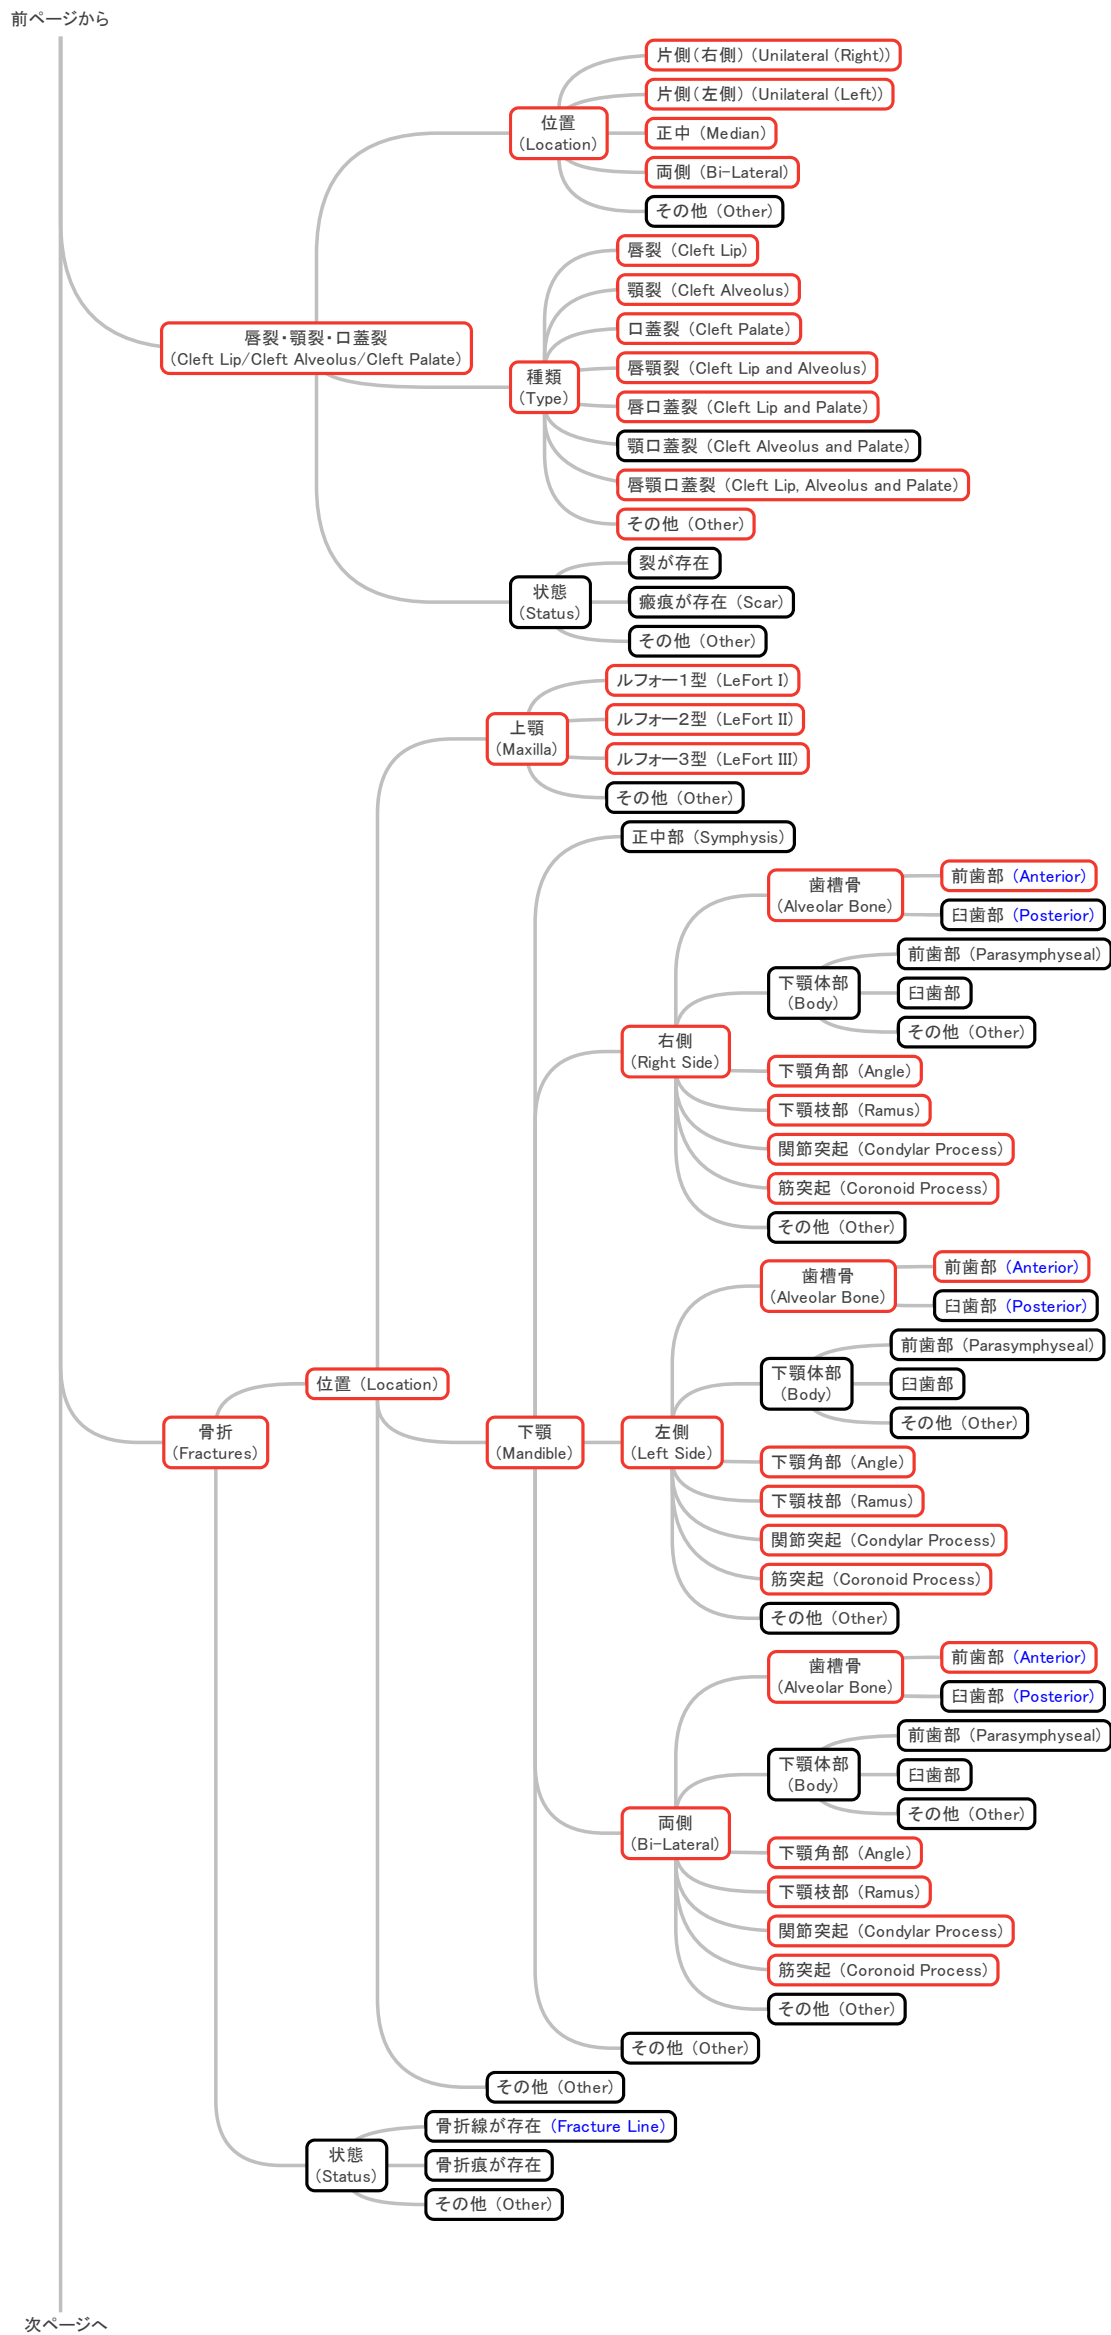 前ページから
片側（右側）（Unilateral（Right））
片側（左側）（Unilateral（Left））
位置
（Location）
正中（Median）
両側（Bi-Lateral）
その他（Other）
唇裂（Cleft Lip）
顎裂（Cleft Alveolus）
口蓋裂（Cleft Palate）
唇裂・顎裂・口蓋裂
（Cleft Lip/Cleft Alveolus/Cleft Palate）
唇顎裂（Cleft Lip and Alveolus）
種類
（Type）
唇口蓋裂（Cleft Lip and Palate）
顎口蓋裂（Cleft Alveolus and Palate）
唇顎口蓋裂（Cleft Lip, Alveolus and Palate）
その他（Other）
裂が存在
状態
（Status）
瘢痕が存在（Scar）
その他（Other）
ルフォー１型（LeFort I）
ルフォー２型（LeFort II）
上顎
（Maxilla）
ルフォー３型（LeFort III）
その他（Other）
正中部（Symphysis）
歯槽骨
（Alveolar Bone）
前歯部（Anterior）
臼歯部（Posterior）
前歯部（Parasymphyseal）
下顎体部
（Body）
臼歯部
その他（Other）
右側
（Right Side）
下顎角部（Angle）
下顎枝部（Ramus）
関節突起（Condylar Process）
筋突起（Coronoid Process）
その他（Other）
歯槽骨
（Alveolar Bone）
前歯部（Anterior）
臼歯部（Posterior）
前歯部（Parasymphyseal）
下顎体部
（Body）
臼歯部
その他（Other）
位置（Location）
骨折
（Fractures）
下顎
（Mandible）
左側
（Left Side）
下顎角部（Angle）
下顎枝部（Ramus）
関節突起（Condylar Process）
筋突起（Coronoid Process）
その他（Other）
歯槽骨
（Alveolar Bone）
前歯部（Anterior）
臼歯部（Posterior）
前歯部（Parasymphyseal）
下顎体部
（Body）
臼歯部
その他（Other）
両側
（Bi-Lateral）
下顎角部（Angle）
下顎枝部（Ramus）
関節突起（Condylar Process）
筋突起（Coronoid Process）
その他（Other）
その他（Other）
その他（Other）
骨折線が存在（Fracture Line）
状態
（Status）
骨折痕が存在
その他（Other）
次ページへ